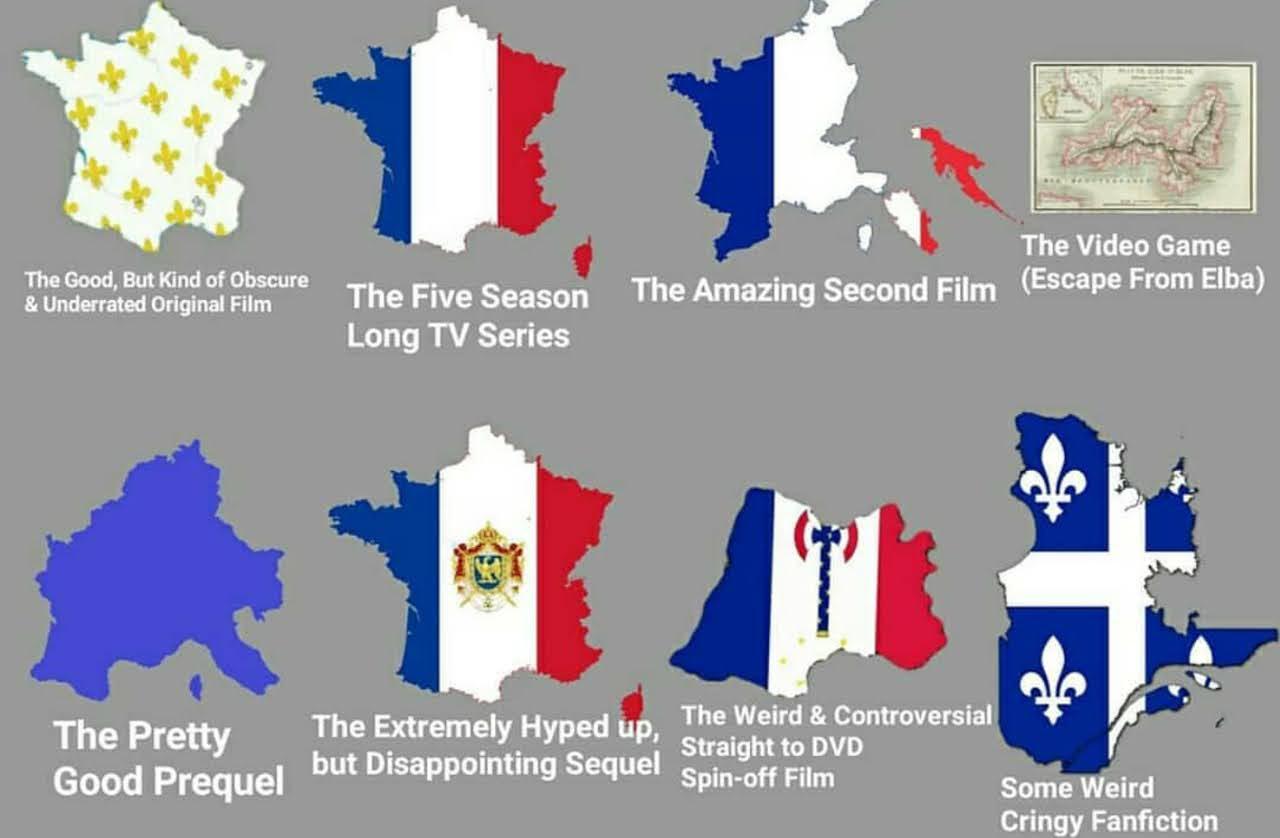 The Good, But Kind of Obscure
& Underrated Original Film
The Five Season
Long TV Series
The Amazing Second Film
The Video Game
(Escape From Elba)
The Pretty
Good Prequel
The Extremely Hyped up,
but Disappointing Sequel
The Weird & Controversial
Straight to DVD
Spin-off Film
Some Weird
Cringy Fanfiction